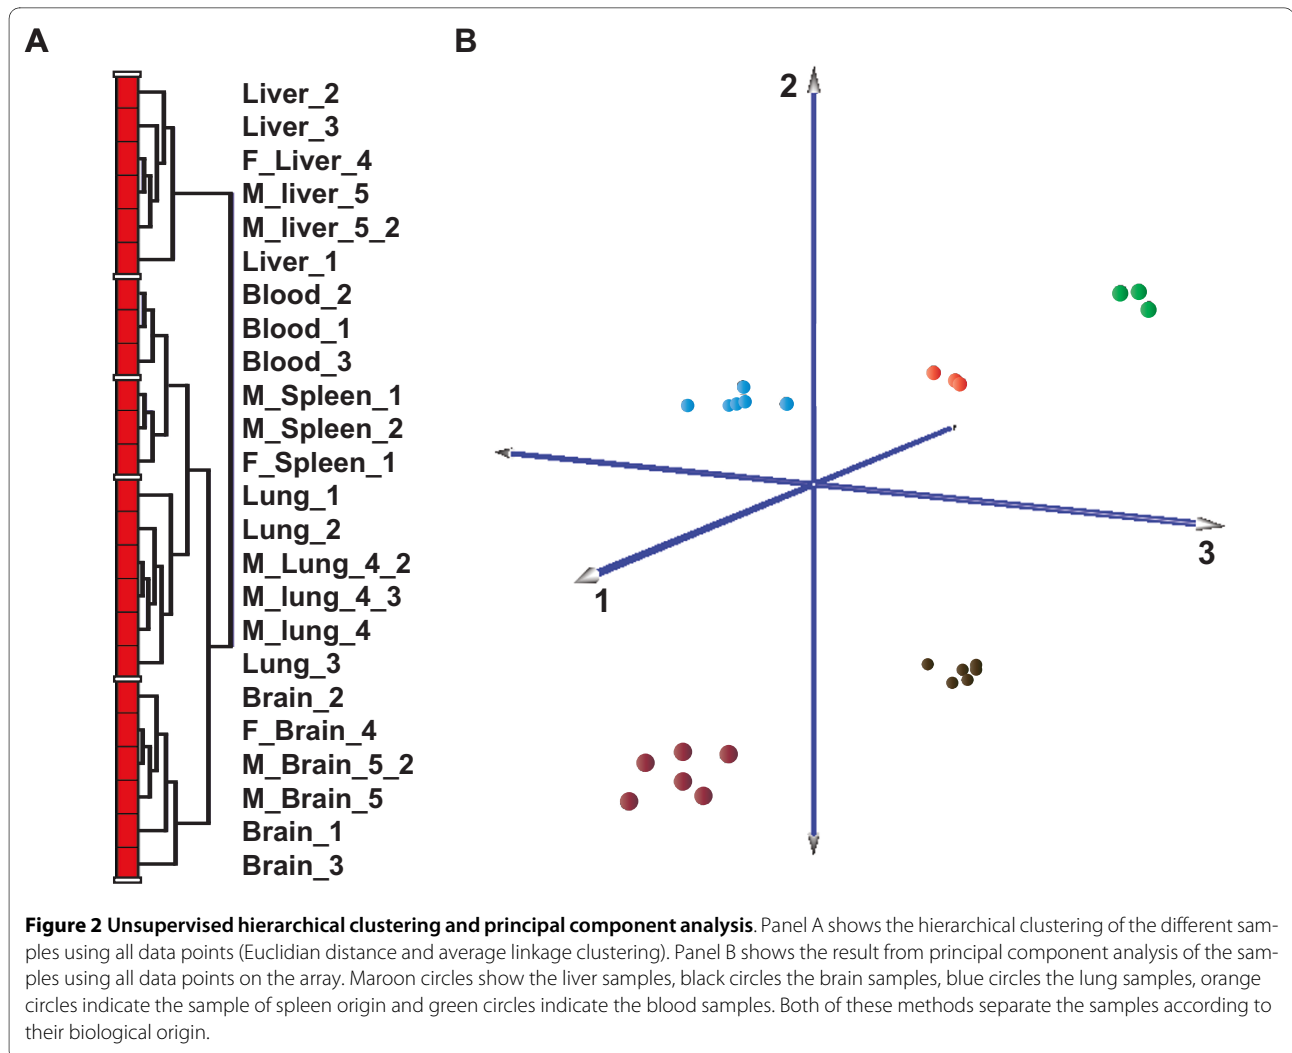 A
B
Liver_2
Liver_3
F_Liver_4
M_liver_5
M_liver_5_2
Liver_1
Blood_2
Blood_1
Blood_3
M_Spleen_1
M_Spleen_2
F_Spleen_1
Lung_1
Lung_2
M_Lung_4_2
M_lung_4_3
M_lung_4
Lung_3
Brain_2
F_Brain_4
M_Brain_5_2
M_Brain_5
Brain_1
Brain_3
2
3
1
Figure 2 Unsupervised hierarchical clustering and principal component analysis. Panel A shows the hierarchical clustering of the different sam-
ples using all data points (Euclidian distance and average linkage clustering). Panel B shows the result from principal component analysis of the sam-
ples using all data points on the array. Maroon circles show the liver samples, black circles the brain samples, blue circles the lung samples, orange
circles indicate the sample of spleen origin and green circles indicate the blood samples. Both of these methods separate the samples according to
their biological origin.